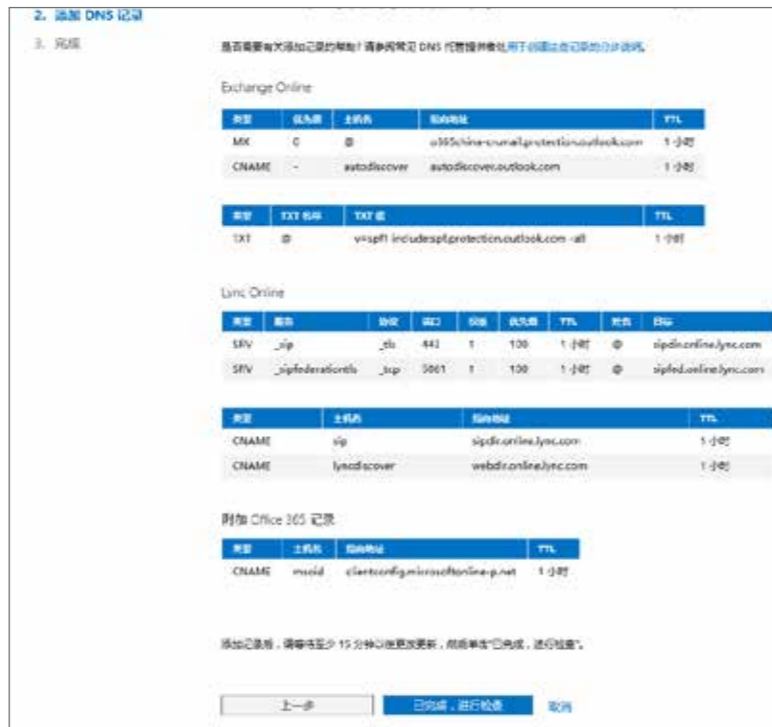 2. 添加 DNS 记录
3. 完成
是否需要有关添加记录的帮助?请参阅常见 DNS 托管提供商处用于创建这些记录的分步说明。
Exchange Online
类型 优先级 主机名 指向地址 TTL
MX 0 @ o365china-cn.mail.protection.outlook.com 1 小时
CNAME - autodiscover autodiscover.outlook.com 1 小时
类型 TXT 名称 TXT 值 TTL
TXT @ v=spf1 include:spf.protection.outlook.com -all 1 小时
Lync Online
类型 服务 协议 端口 权重 优先级 TTL 姓名 目标
SRV _sip _tls 443 1 100 1 小时 @ sipdir.online.lync.com
SRV _sipfederationtls _tcp 5061 1 100 1 小时 @ sipfed.online.lync.com
类型 主机名 指向地址 TTL
CNAME sip sipdir.online.lync.com 1 小时
CNAME lyncdiscover webdir.online.lync.com 1 小时
附加 Office 365 记录
类型 主机名 指向地址 TTL
CNAME msoid clientconfig.microsoftonline-p.net 1 小时
添加记录后,请等待至少 15 分钟以使更改更新,然后单击“已完成,进行检查”。
上一步 已完成,进行检查 取消